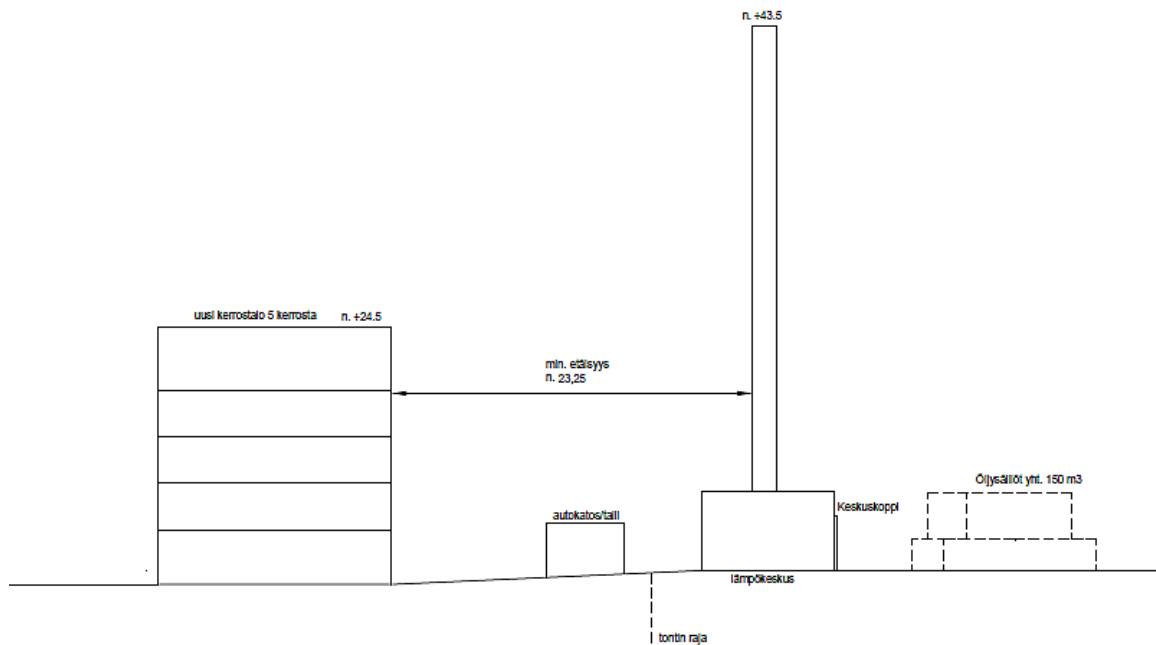 n. +43.5
uusi kerrostalo 5 kerrosta n. +24.5
min. etäisyys
n. 23,25
Öljysäiliöt yht. 150 m3
Keskuskoppi
autokatos/talli
lämpökeskus
tontin raja